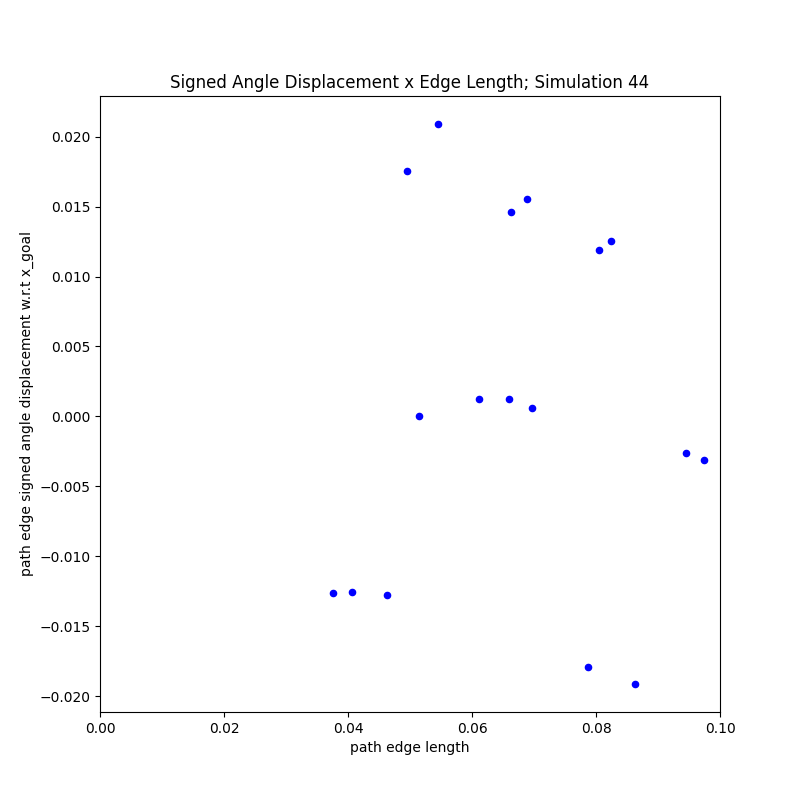 Signed Angle Displacement x Edge Length; Simulation 44
path edge signed angle displacement w.r.t x_goal
0.020
0.015
0.010
0.005
0.000
−0.005
−0.010
−0.015
−0.020
0.00 0.02 0.04 0.06 0.08 0.10
path edge length